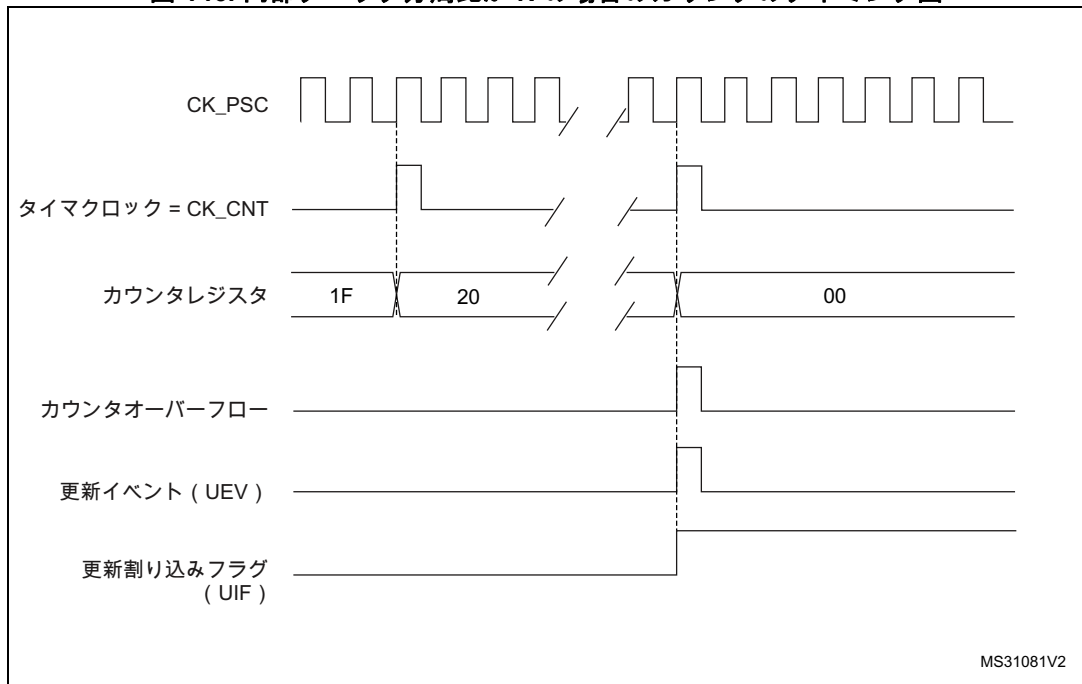 CK_PSC
タイマクロック = CK_CNT
カウンタレジスタ
1F
20
00
カウンタオーバーフロー
更新イベント ( UEV )
更新割り込みフラグ
( UIF )
MS31081V2